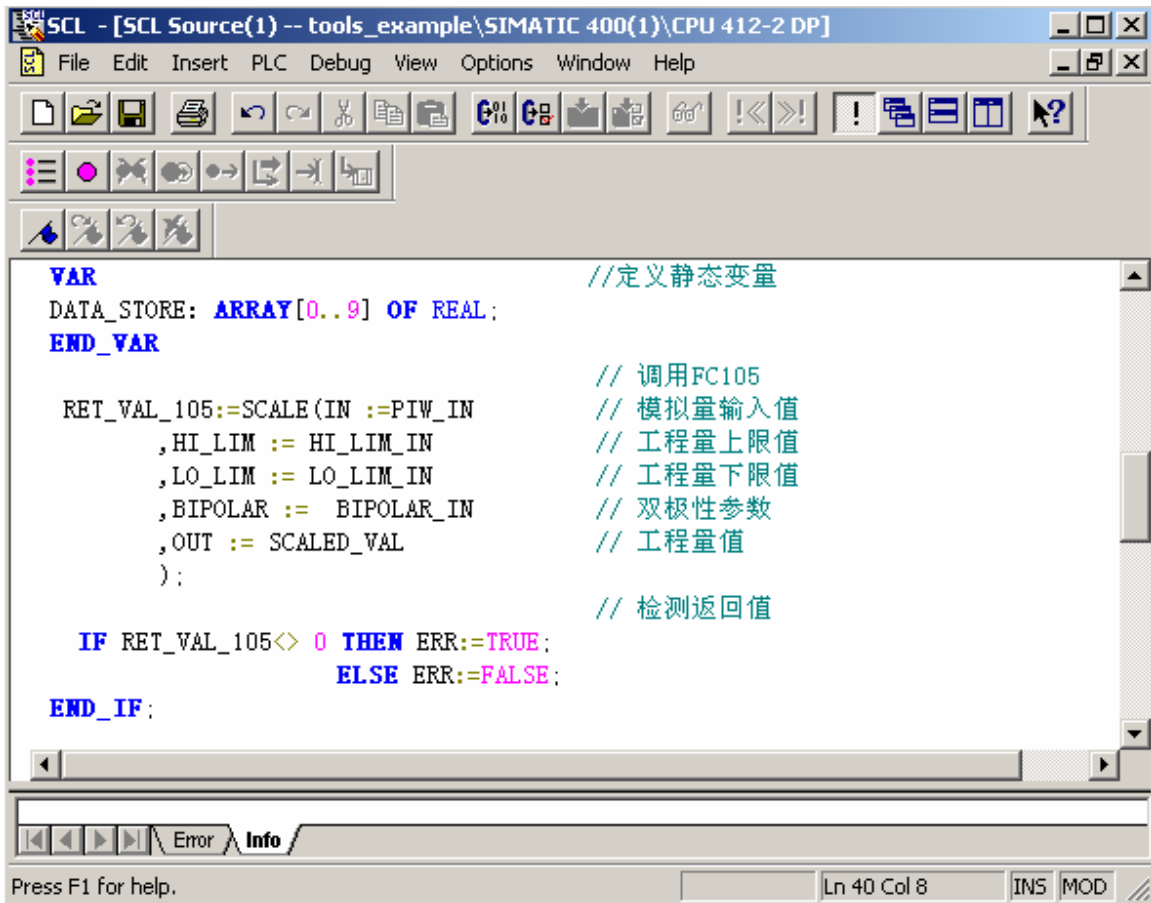 SCL - [SCL Source(1) -- tools_example\SIMATIC 400(1)\CPU 412-2 DP]
File Edit Insert PLC Debug View Options Window Help
VAR //定义静态变量
DATA_STORE: ARRAY[0..9] OF REAL;
END_VAR
// 调用FC105
RET_VAL_105:=SCALE(IN :=PIW_IN // 模拟量输入值
,HI_LIM := HI_LIM_IN // 工程量上限值
,LO_LIM := LO_LIM_IN // 工程量下限值
,BIPOLAR := BIPOLAR_IN // 双极性参数
,OUT := SCALED_VAL // 工程量值
);
// 检测返回值
IF RET_VAL_105<> 0 THEN ERR:=TRUE;
ELSE ERR:=FALSE;
END_IF;
Error Info
Press F1 for help. Ln 40 Col 8 INS MOD